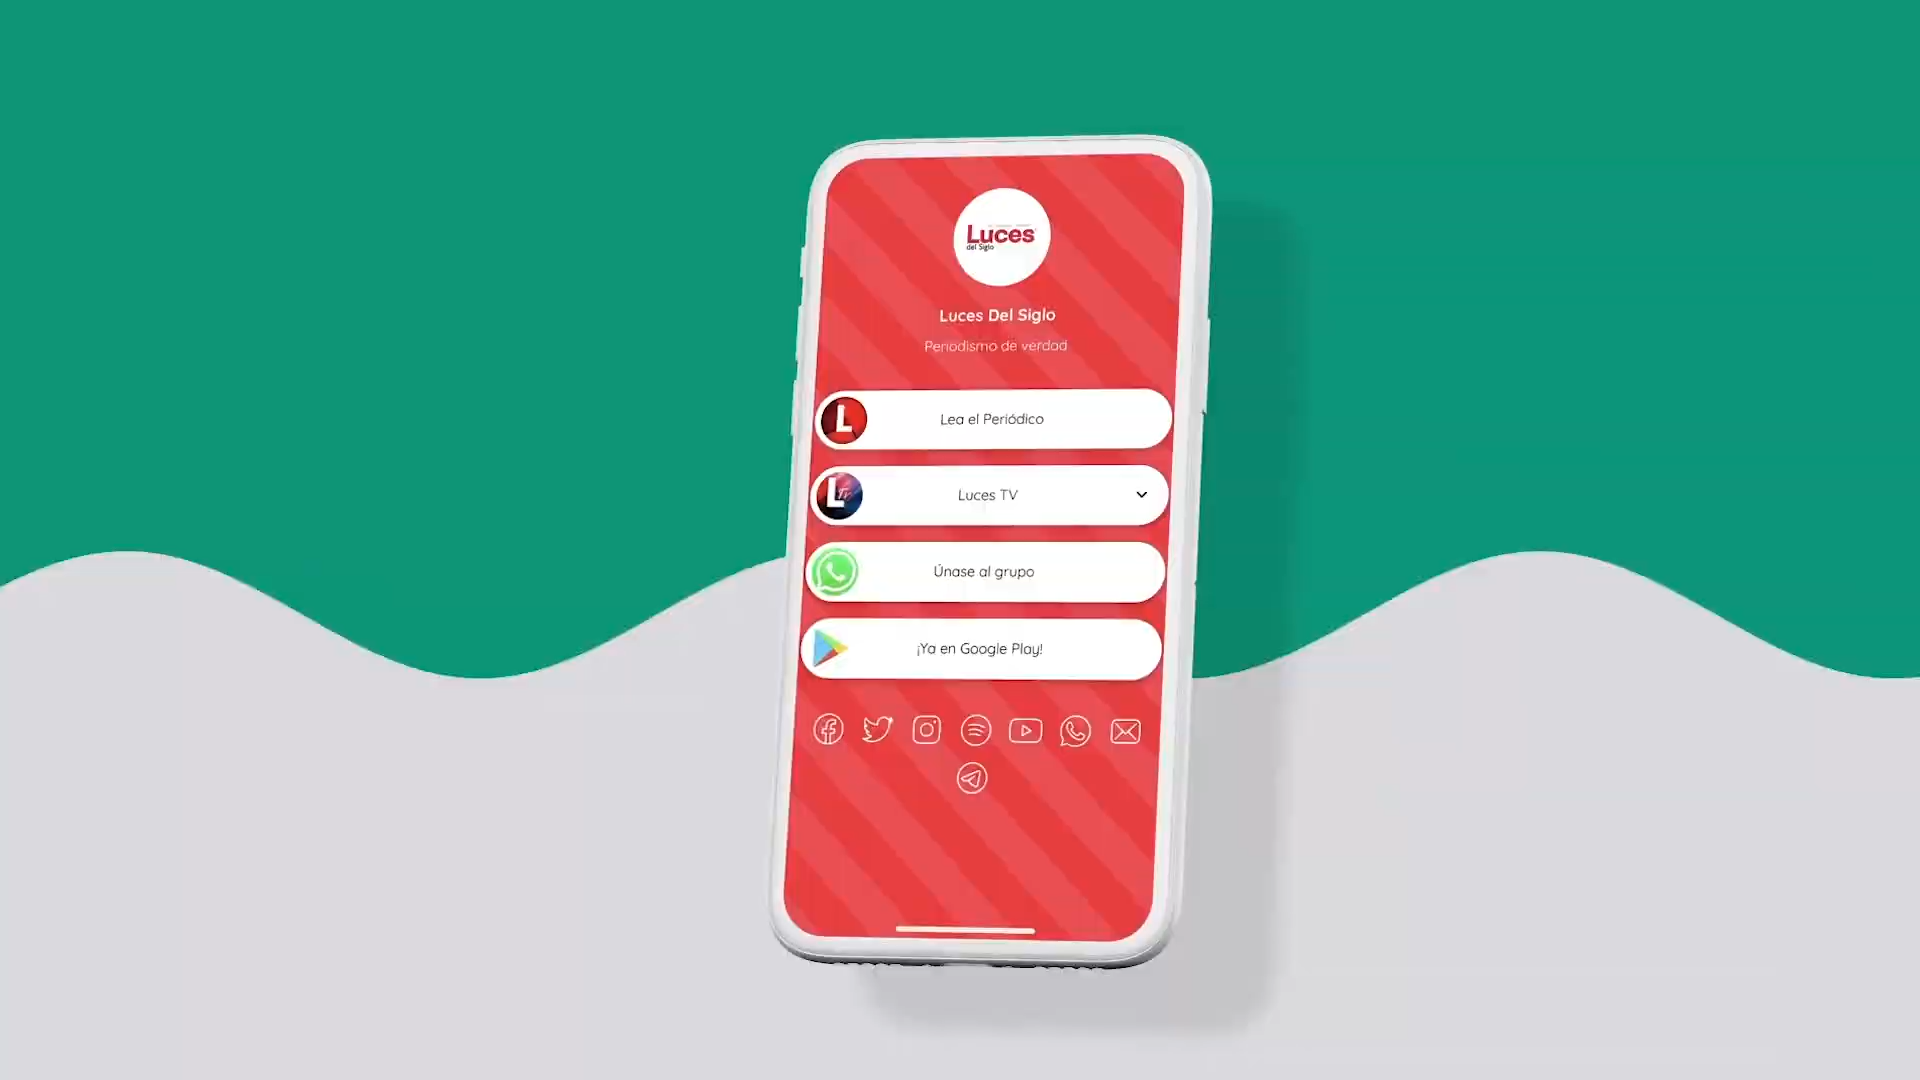 Luces
del Siglo
Luces Del Siglo
Periodismo de verdad
L
Lea el Periódico
L Tv
Luces TV
Únase al grupo
¡Ya en Google Play!